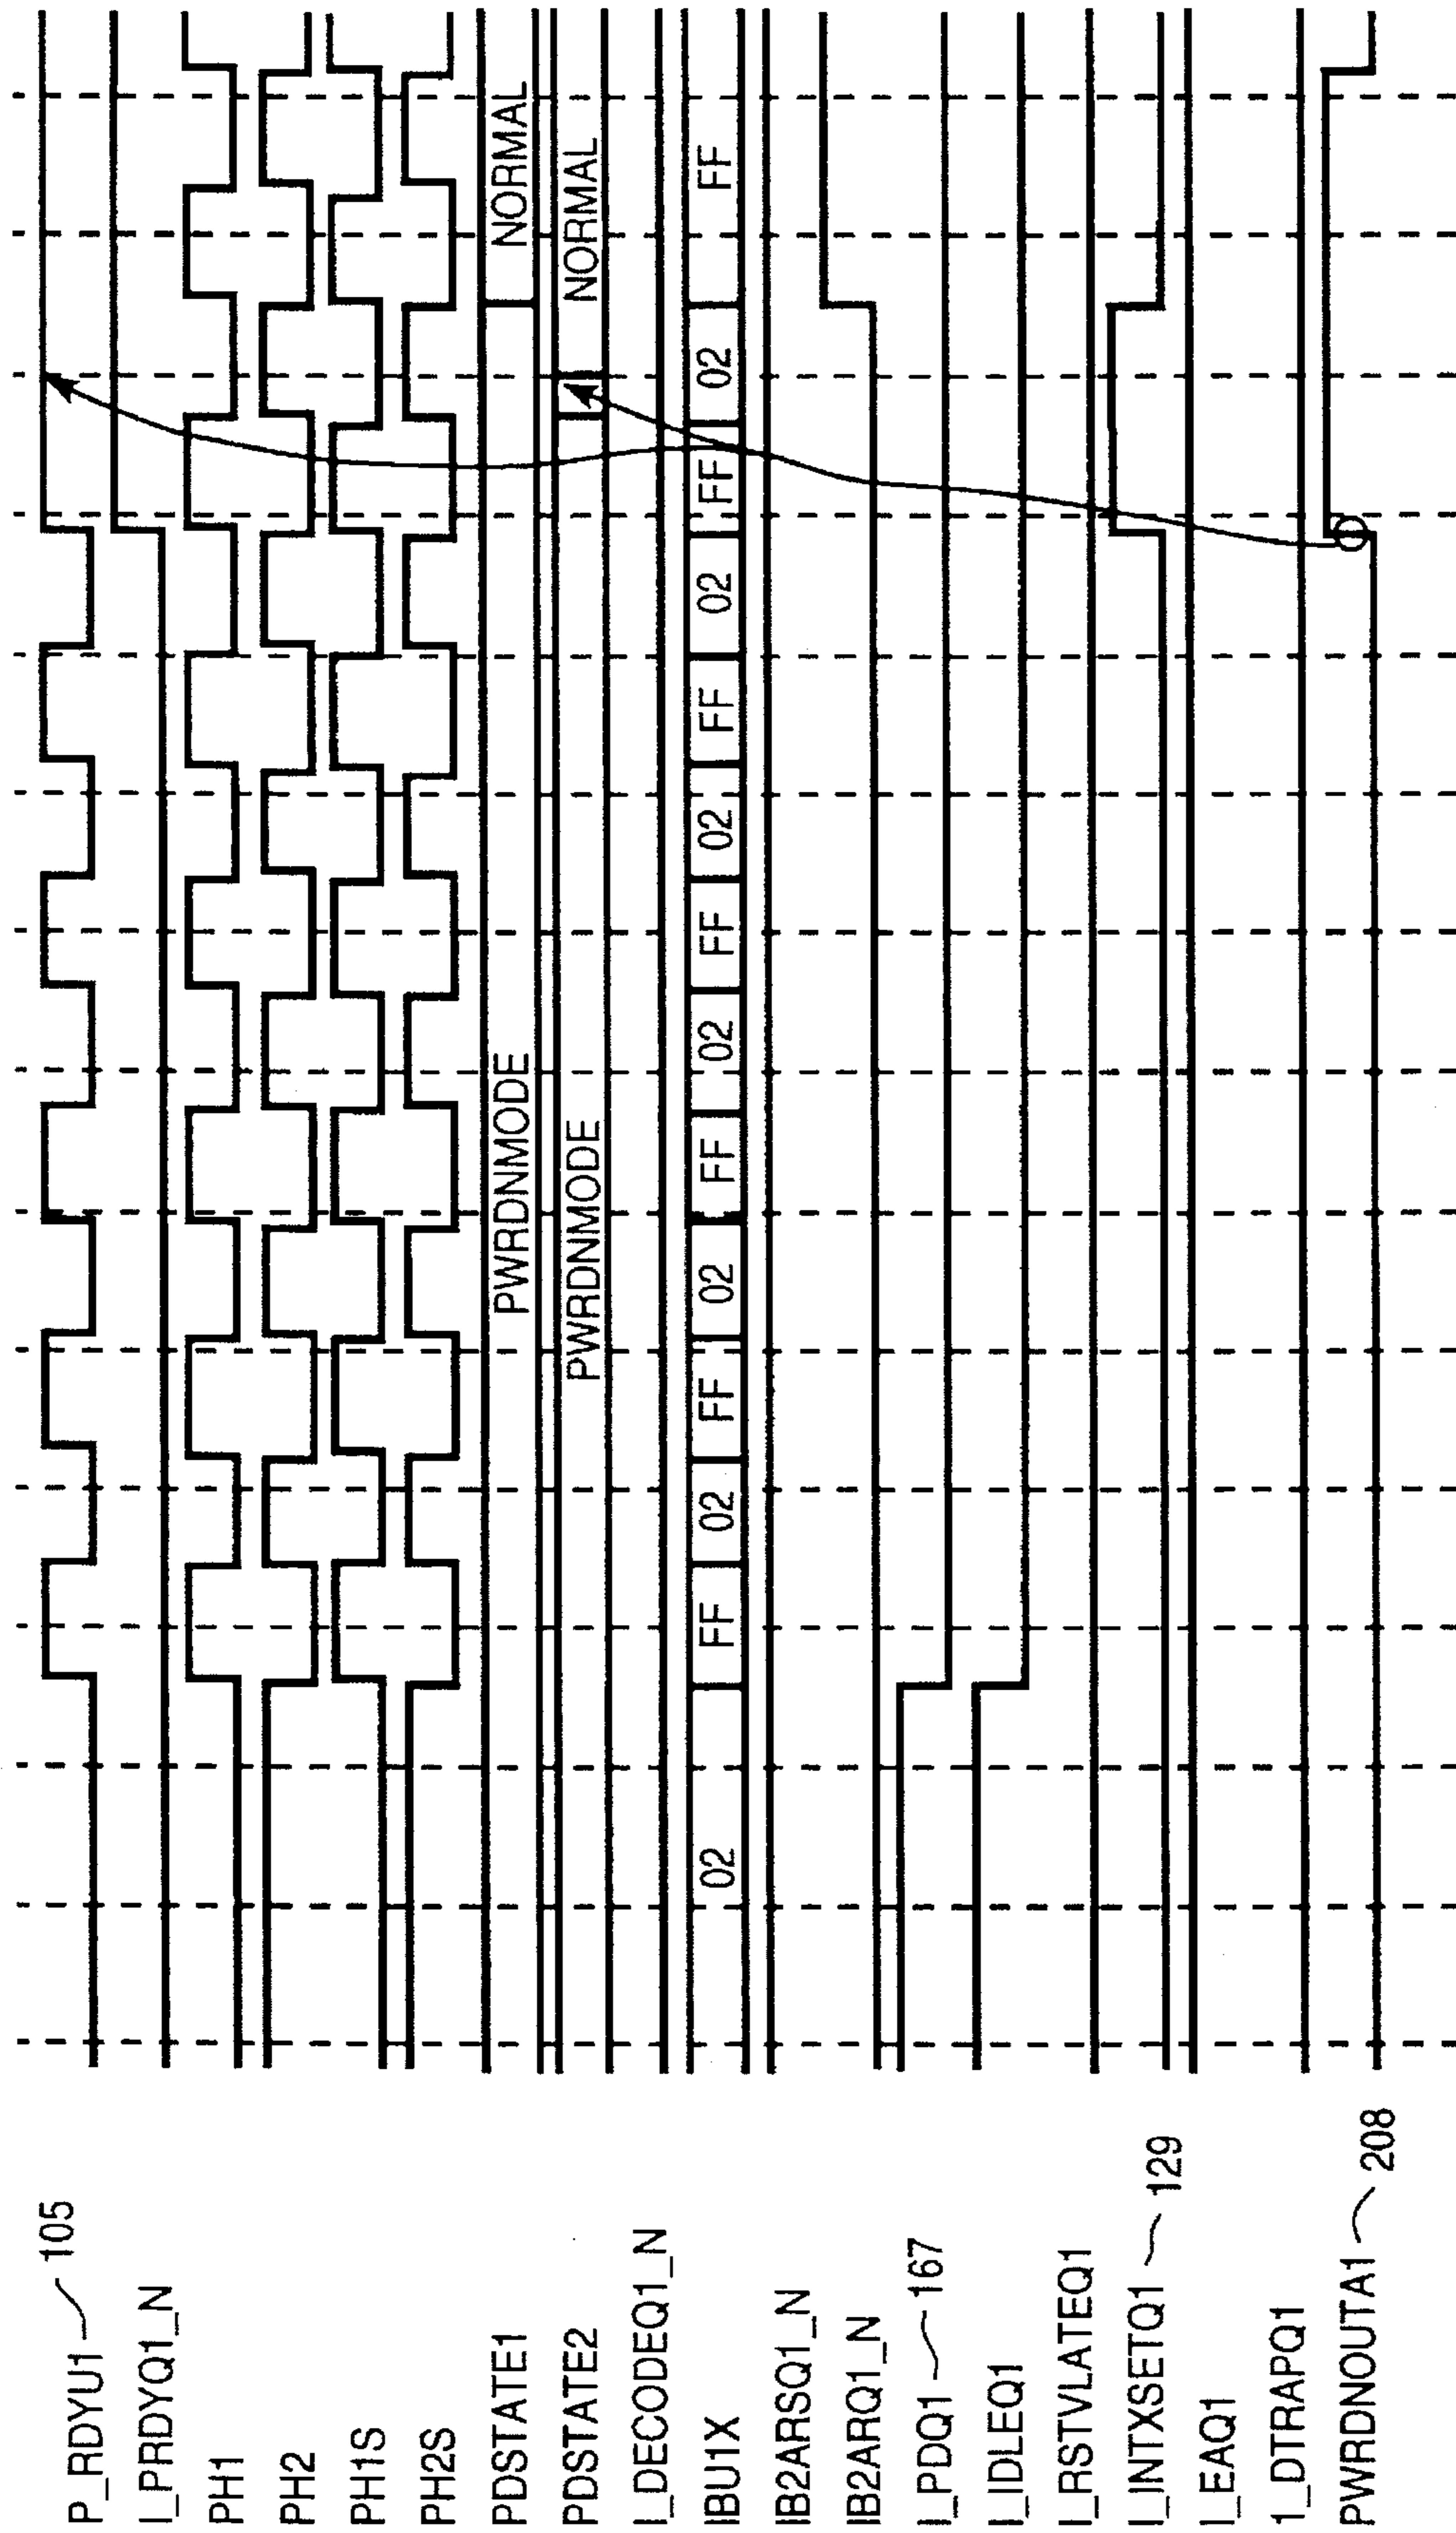 P_RDYU1 105
I_PRDYQ1_N
PH1
PH2
PH1S
PH2S
PDSTATE1 PWRDNMODE NORMAL
PDSTATE2 PWRDNMODE NORMAL
I_DECODEQ1_N
IBU1X 02 FF 02 FF 02 FF 02 FF 02 FF 02 FF 02 FF 02 FF
IB2ARSQ1_N
IB2ARQ1_N
I_PDQ1 167
I_IDLEQ1
I_RSTVLATEQ1
I_INTXSETQ1 129
I_EAQ1
1_DTRAPQ1
PWRDNOUTA1 208